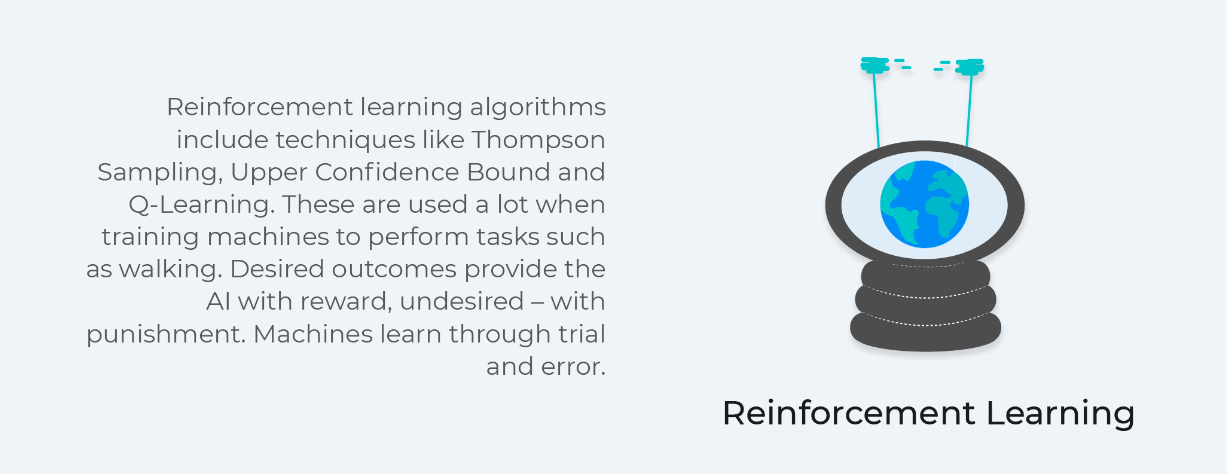 Reinforcement learning algorithms
include techniques like Thompson
Sampling, Upper Confidence Bound and
Q-Learning. These are used a lot when
training machines to perform tasks such
as walking. Desired outcomes provide the
AI with reward, undesired – with
punishment. Machines learn through trial
and error.
Reinforcement Learning